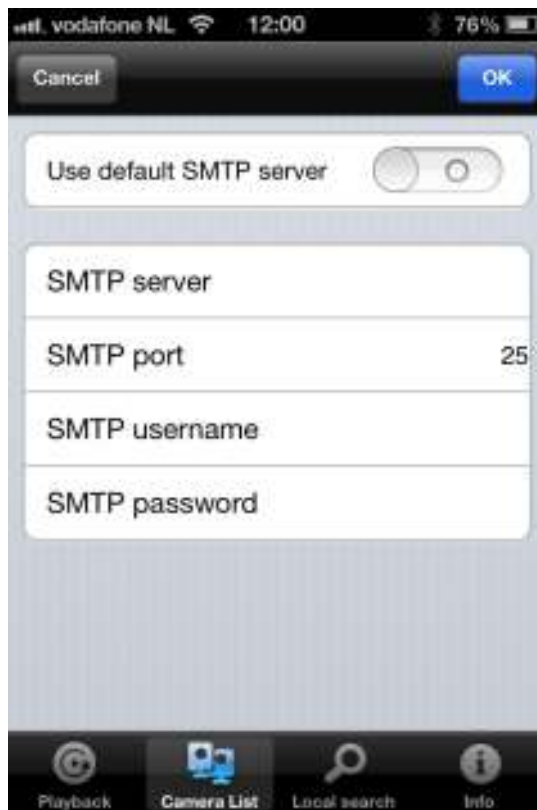 vodafone NL 12:00 76%
Cancel OK
Use default SMTP server
SMTP server
SMTP port 25
SMTP username
SMTP password
Playback Camera List Local search Info